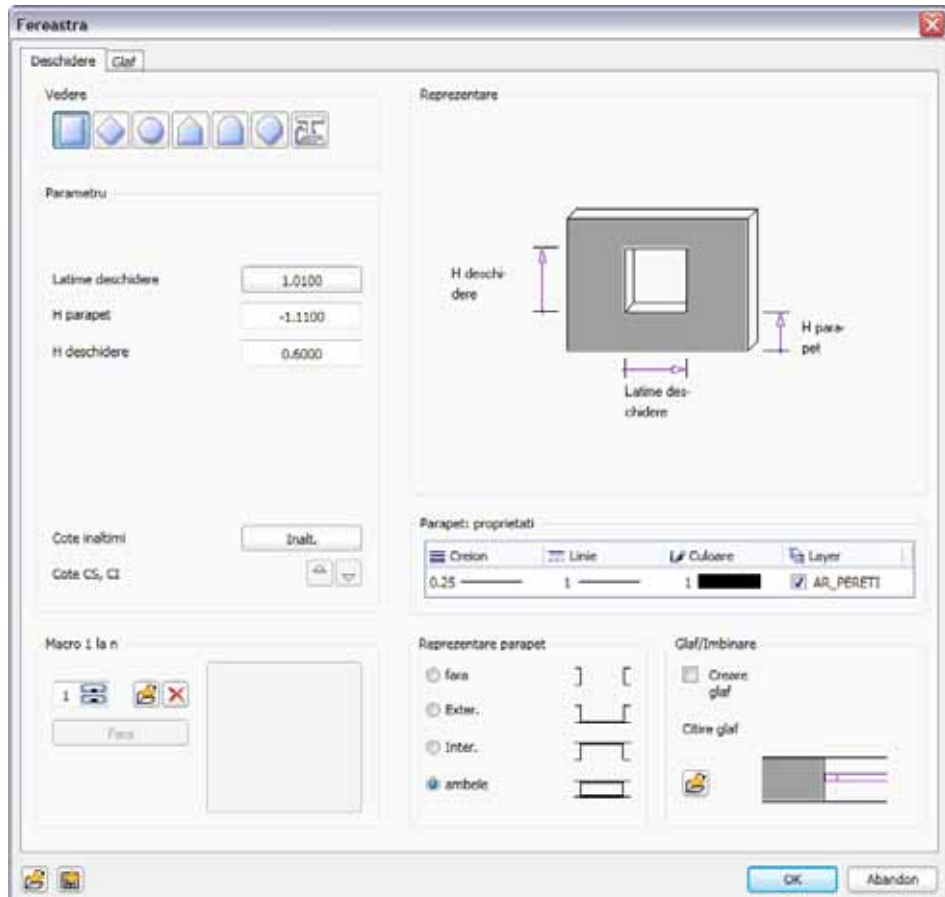 Fereastra
Deschidere
Glaf
Vedere
Parametru
Latime deschidere
1.0100
H parapet
-1.1100
H deschidere
0.6000
Cote inaltimi
Inalt.
Cote CS, CI
Macro 1 la n
1
Fara
Reprezentare
H deschi-
dere
H para-
pet
Latime des-
chidere
Parapet: proprietati
Creion
Linie
Culoare
Layer
0.25
1
1
AR_PERETI
Reprezentare parapet
fara
Exter.
Inter.
ambele
Glaf/Imbinare
Creare
glaf
Citire glaf
OK
Abandon